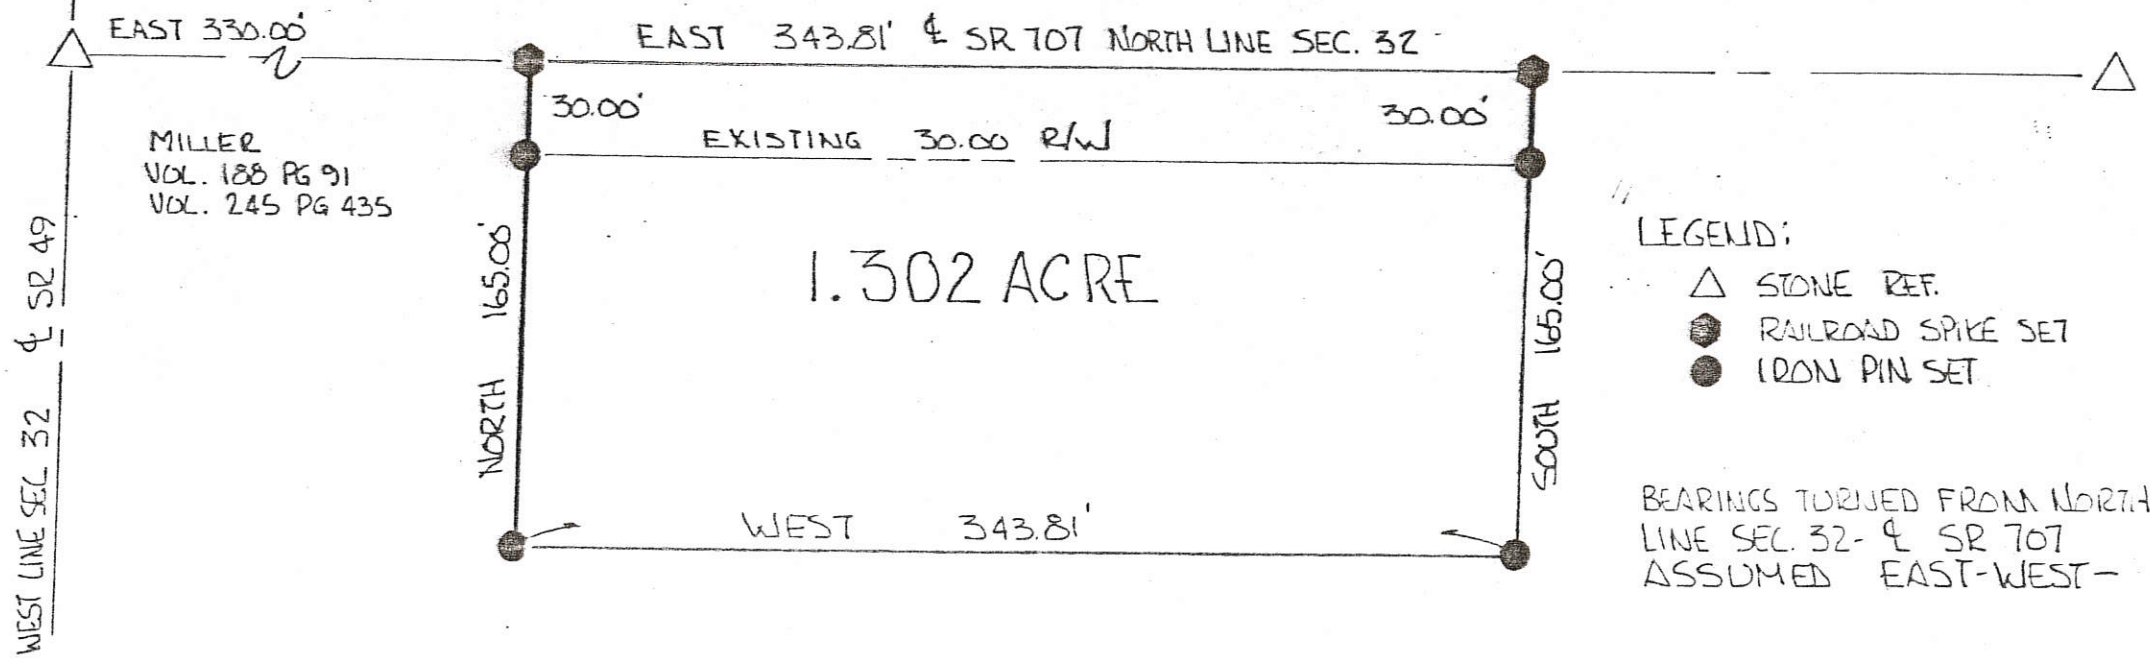 EAST 330.00'
EAST 343.81' ℄ SR 707 NORTH LINE SEC. 32
30.00'
30.00'
EXISTING 30.00 R/W
MILLER
VOL. 188 PG 91
VOL. 245 PG 435
WEST LINE SEC. 32 ℄ SR 49
NORTH 165.00'
1.302 ACRE
SOUTH 165.00'
WEST 343.81'
LEGEND:
△ STONE REF.
RAILROAD SPIKE SET
IRON PIN SET
BEARINGS TURNED FROM NORTH
LINE SEC. 32- ℄ SR 707
ASSUMED EAST-WEST-